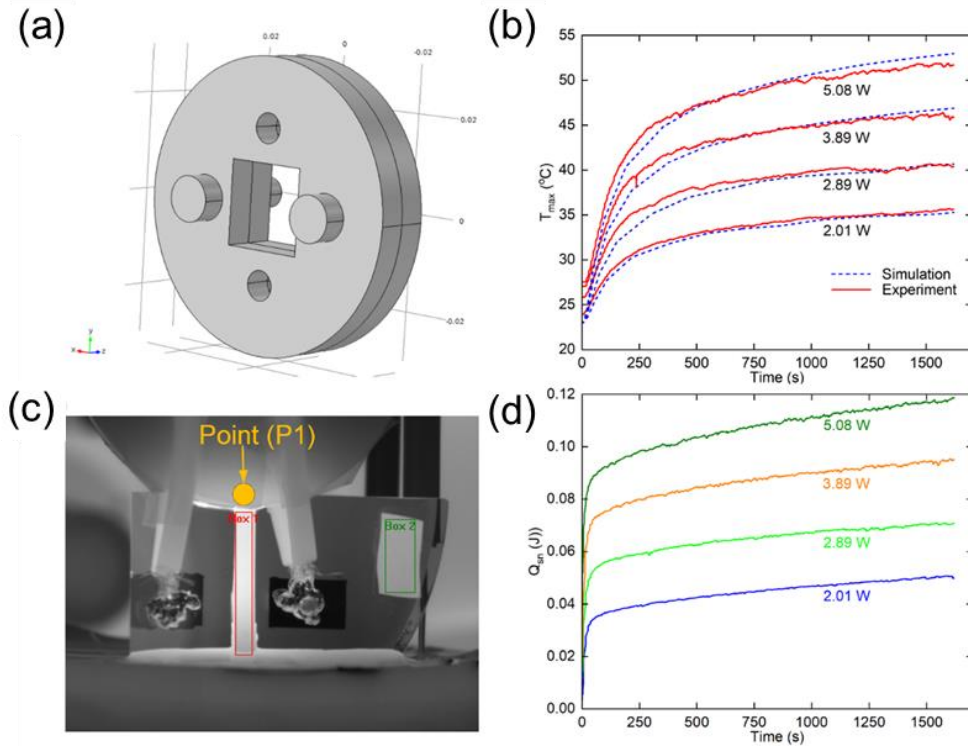 (a)
0.02
0
-0.02
0.02
0
-0.02
y
x
z
(b)
55
50
45
40
35
30
25
20
T_max (°C)
5.08 W
3.89 W
2.89 W
2.01 W
Simulation
Experiment
0 250 500 750 1000 1250 1500
Time (s)
(c)
Point (P1)
Box 1
Box 2
(d)
0.12
0.10
0.08
0.06
0.04
0.02
0.00
Q_sn (J))
5.08 W
3.89 W
2.89 W
2.01 W
0 250 500 750 1000 1250 1500
Time (s)